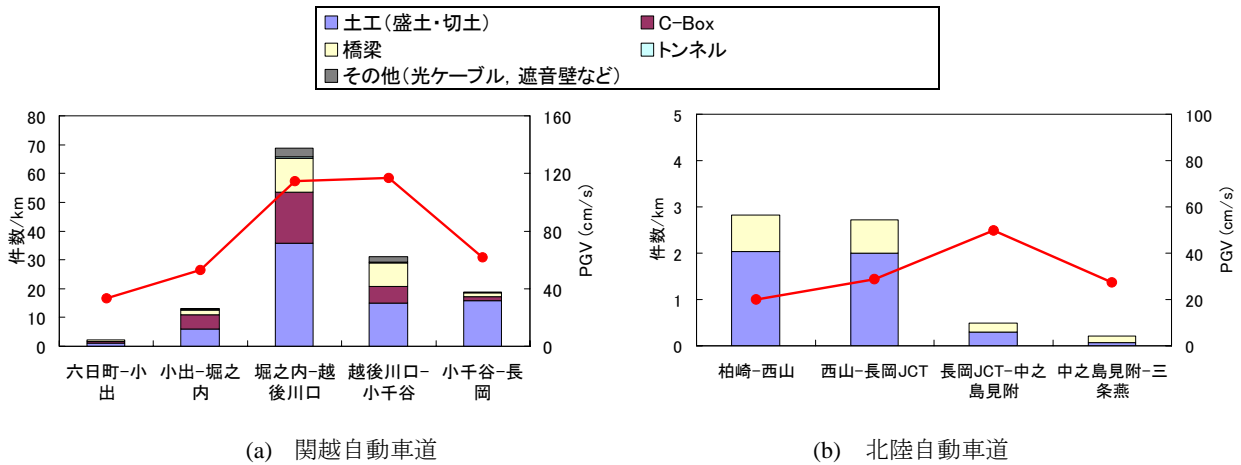 土工(盛土・切土)
C-Box
橋梁
トンネル
その他(光ケーブル, 遮音壁など)
80
70
60
50
40
30
20
10
0
件数/km
160
120
80
40
0
PGV (cm/s)
六日町-小
出
小出-堀之
内
堀之内-越
後川口
越後川口-
小千谷
小千谷-長
岡
(a) 関越自動車道
5
4
3
2
1
0
件数/km
100
80
60
40
20
0
PGV (cm/s)
柏崎-西山
西山-長岡JCT
長岡JCT-中之
島見附
中之島見附-三
条燕
(b) 北陸自動車道